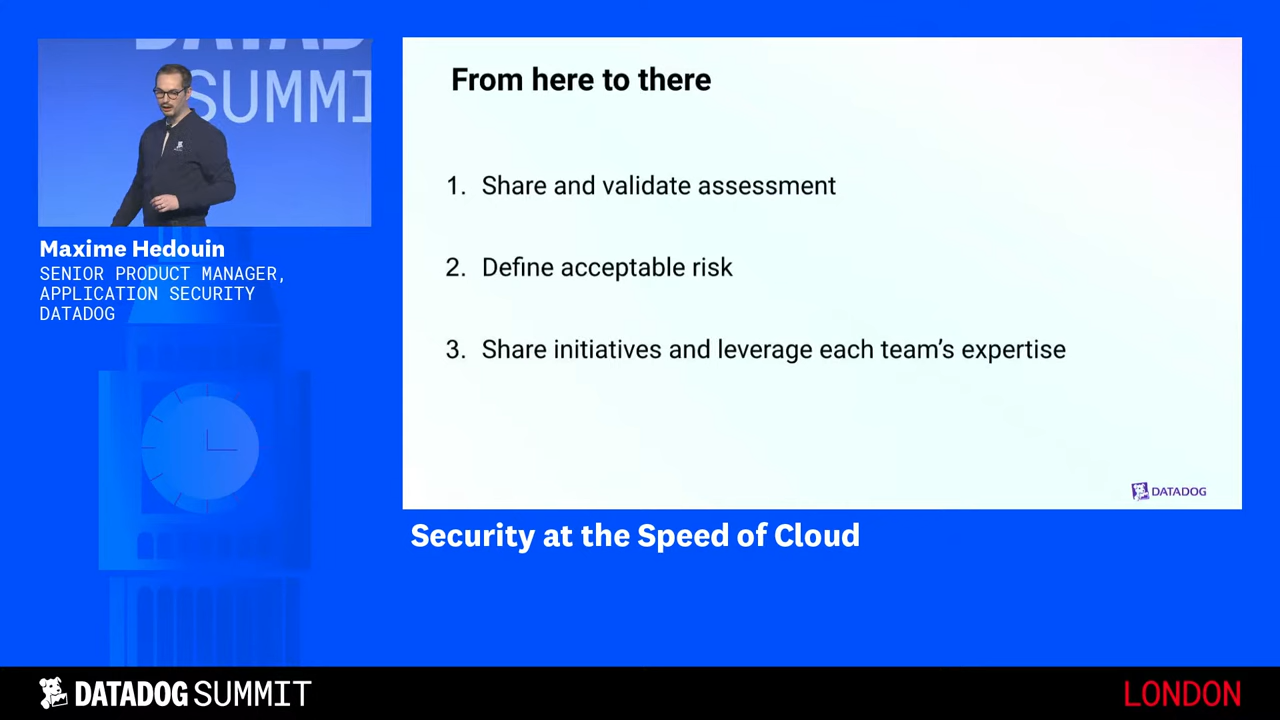 SUMMI
Maxime Hedouin
SENIOR PRODUCT MANAGER,
APPLICATION SECURITY
DATADOG
From here to there
1. Share and validate assessment
2. Define acceptable risk
3. Share initiatives and leverage each team's expertise
DATADOG
Security at the Speed of Cloud
DATADOG SUMMIT
LONDON